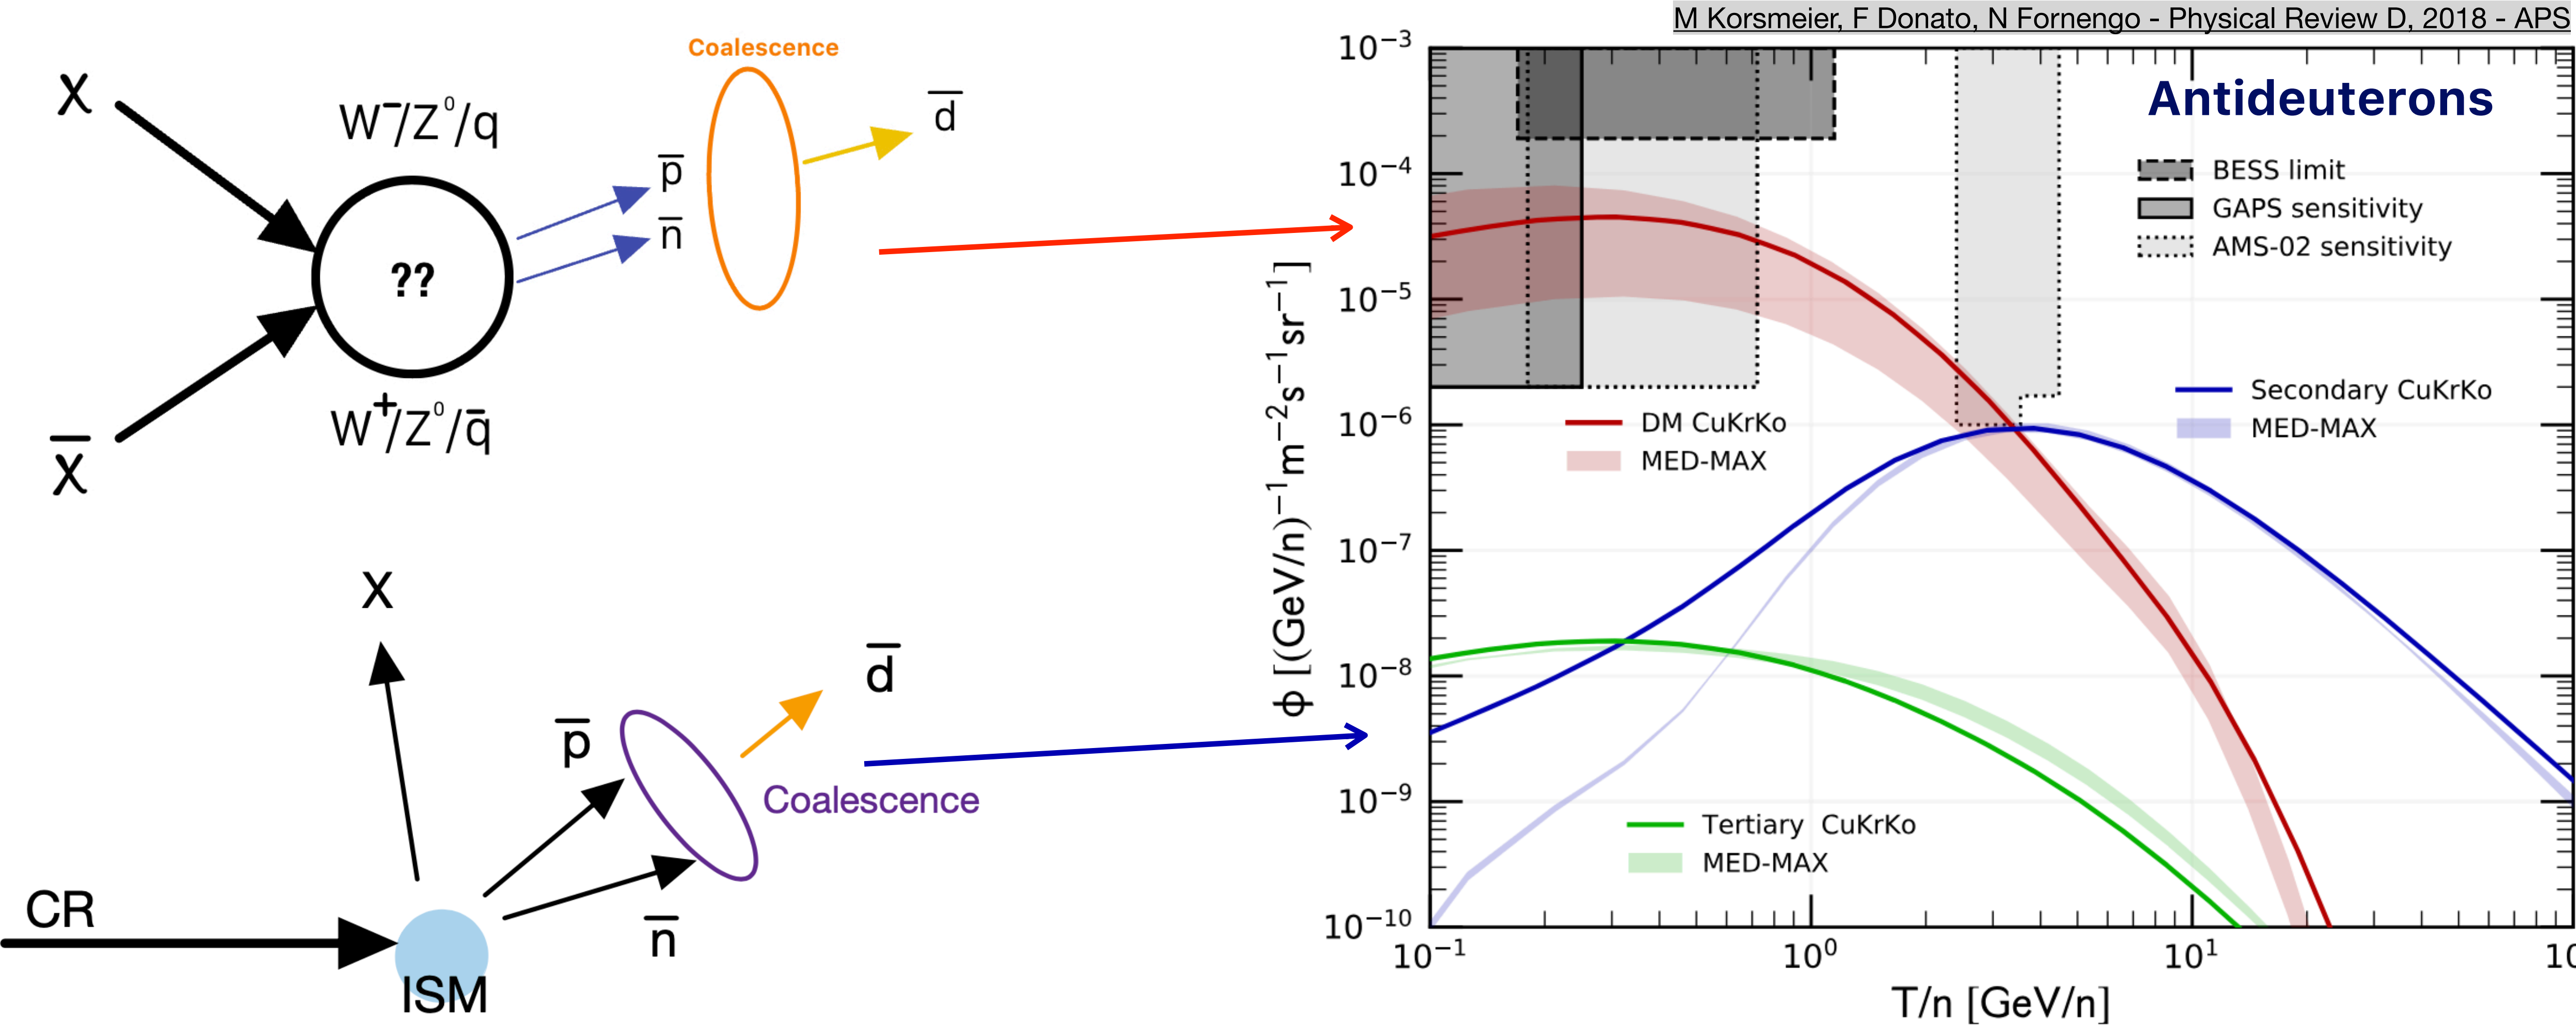 M Korsmeier, F Donato, N Fornengo - Physical Review D, 2018 - APS
Coalescence
X
W⁻/Z⁰/q
d̅
p̅
n̅
??
W⁺/Z⁰/q̅
X̅
X
d̅
p̅
Coalescence
CR
n̅
ISM
Antideuterons
BESS limit
GAPS sensitivity
AMS-02 sensitivity
DM CuKrKo
MED-MAX
Secondary CuKrKo
MED-MAX
Tertiary CuKrKo
MED-MAX
ϕ [(GeV/n)⁻¹m⁻²s⁻¹sr⁻¹]
10⁻³
10⁻⁴
10⁻⁵
10⁻⁶
10⁻⁷
10⁻⁸
10⁻⁹
10⁻¹⁰
10⁻¹ 10⁰ 10¹ 10
T/n [GeV/n]